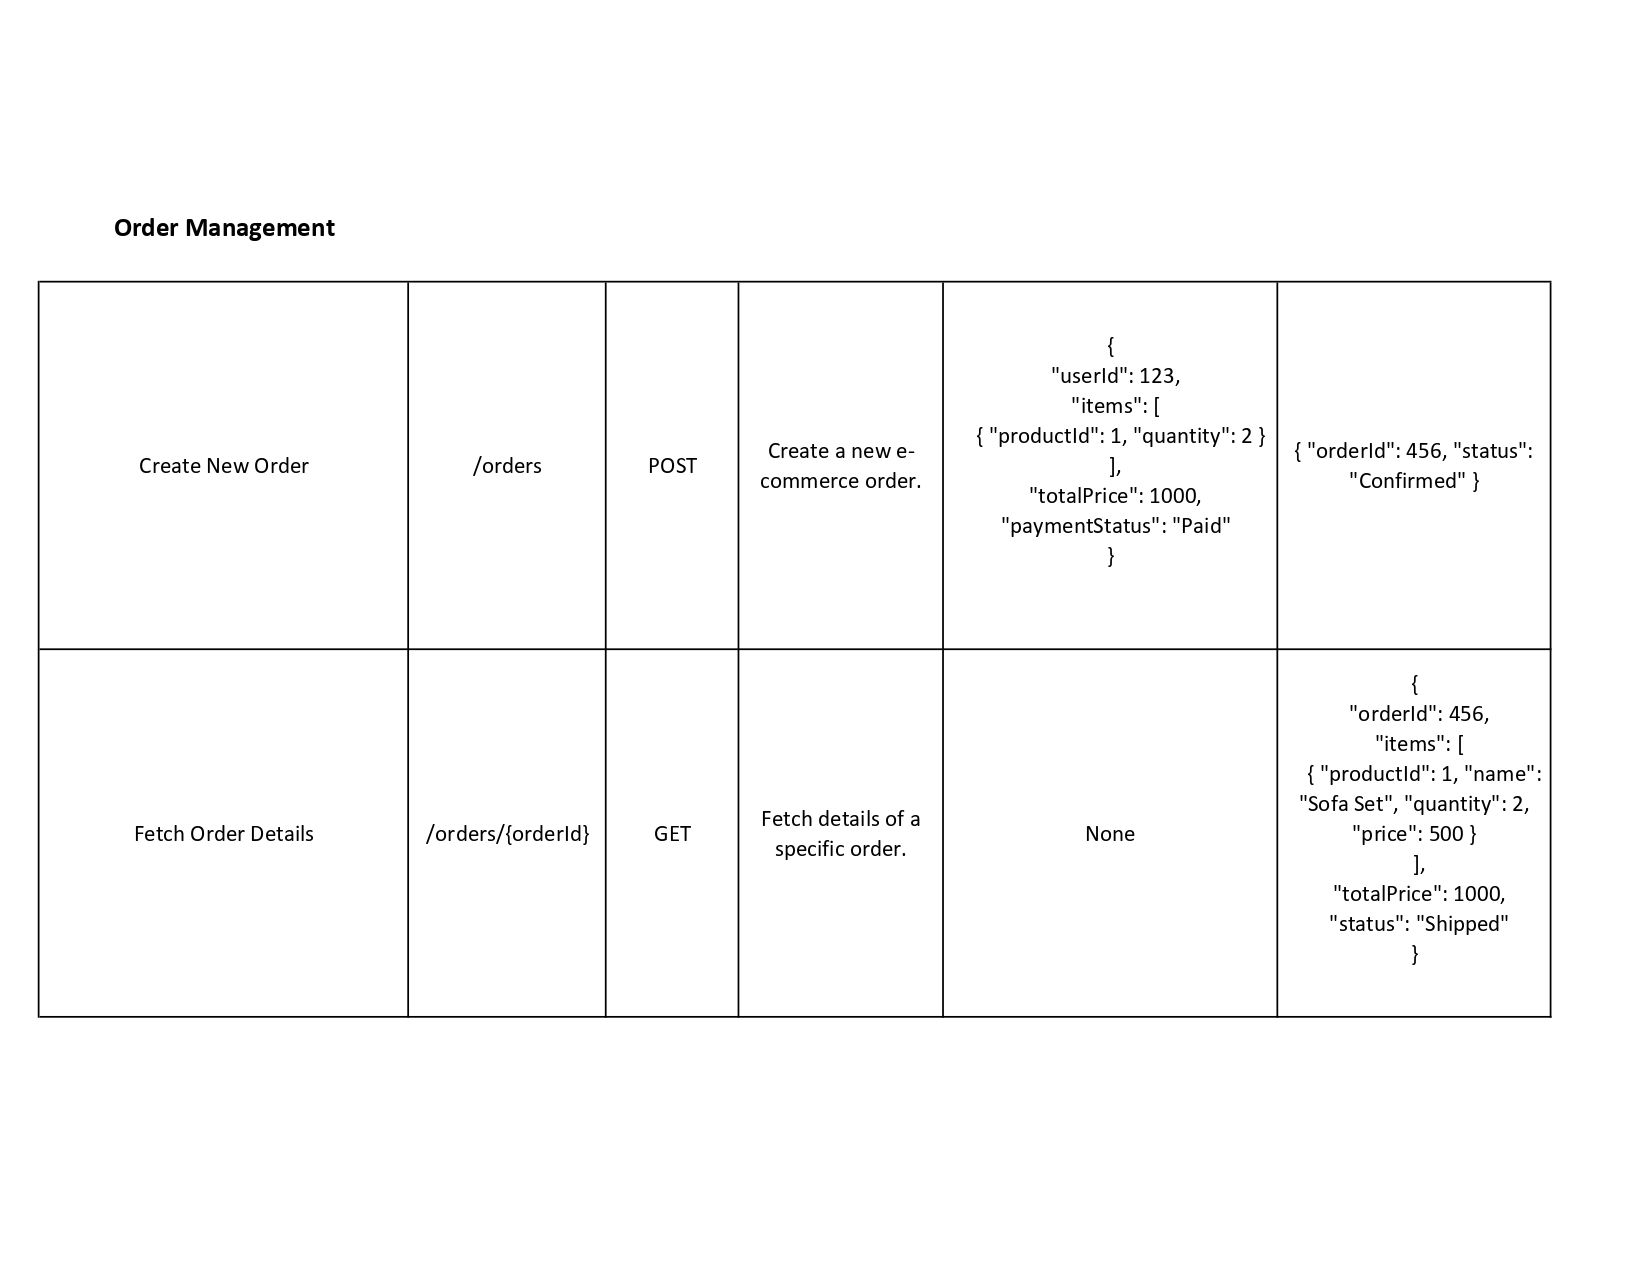 Order Management
Create New Order
/orders
POST
Create a new e-
commerce order.
{
"userId": 123,
"items": [
{ "productId": 1, "quantity": 2 }
],
"totalPrice": 1000,
"paymentStatus": "Paid"
}
{ "orderId": 456, "status":
"Confirmed" }
Fetch Order Details
/orders/{orderId}
GET
Fetch details of a
specific order.
None
{
"orderId": 456,
"items": [
{ "productId": 1, "name":
"Sofa Set", "quantity": 2,
"price": 500 }
],
"totalPrice": 1000,
"status": "Shipped"
}